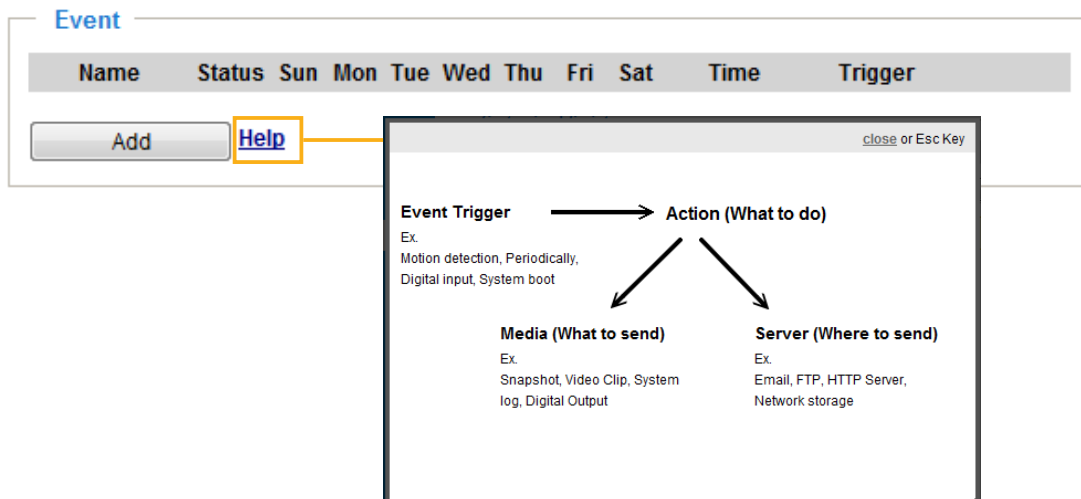 Event
Name Status Sun Mon Tue Wed Thu Fri Sat Time Trigger
Add Help
close or Esc Key
Event Trigger Action (What to do)
Ex.
Motion detection, Periodically,
Digital input, System boot
Media (What to send)
Ex.
Snapshot, Video Clip, System
log, Digital Output
Server (Where to send)
Ex.
Email, FTP, HTTP Server,
Network storage